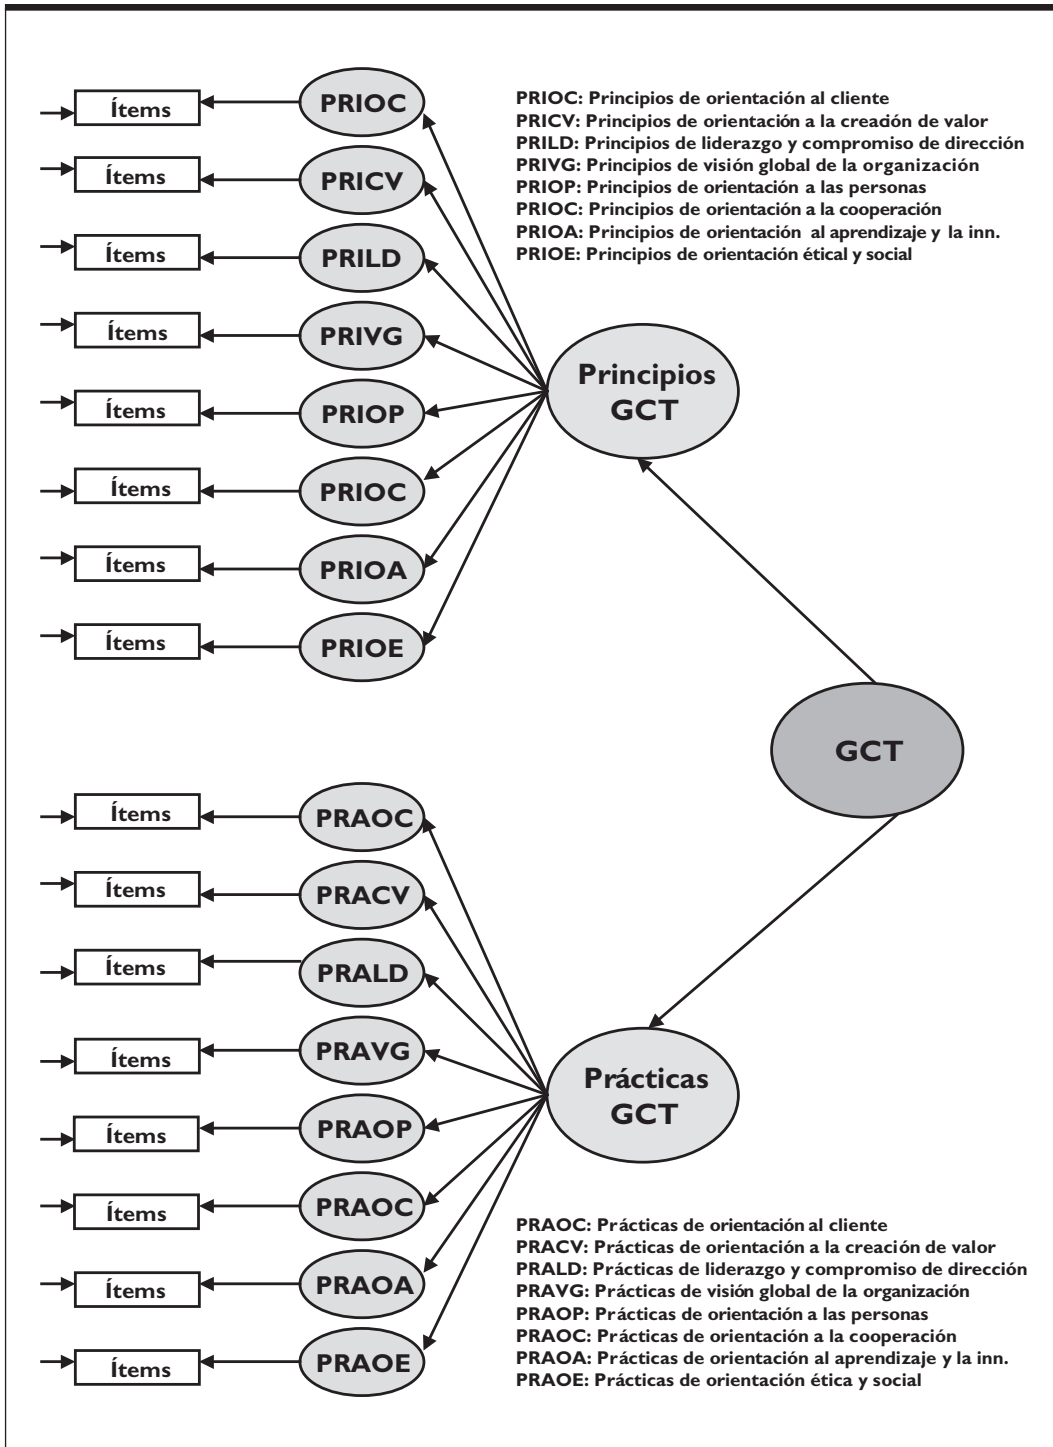 Ítems
PRIOC
PRIOC: Principios de orientación al cliente
PRICV: Principios de orientación a la creación de valor
PRILD: Principios de liderazgo y compromiso de dirección
PRIVG: Principios de visión global de la organización
PRIOP: Principios de orientación a las personas
PRIOC: Principios de orientación a la cooperación
PRIOA: Principios de orientación al aprendizaje y la inn.
PRIOE: Principios de orientación étical y social
Ítems
PRICV
Ítems
PRILD
Ítems
PRIVG
Principios
GCT
Ítems
PRIOP
Ítems
PRIOC
Ítems
PRIOA
Ítems
PRIOE
GCT
Ítems
PRAOC
Ítems
PRACV
Ítems
PRALD
Ítems
PRAVG
Prácticas
GCT
Ítems
PRAOP
Ítems
PRAOC
Ítems
PRAOA
Ítems
PRAOE
PRAOC: Prácticas de orientación al cliente
PRACV: Prácticas de orientación a la creación de valor
PRALD: Prácticas de liderazgo y compromiso de dirección
PRAVG: Prácticas de visión global de la organización
PRAOP: Prácticas de orientación a las personas
PRAOC: Prácticas de orientación a la cooperación
PRAOA: Prácticas de orientación al aprendizaje y la inn.
PRAOE: Prácticas de orientación ética y social